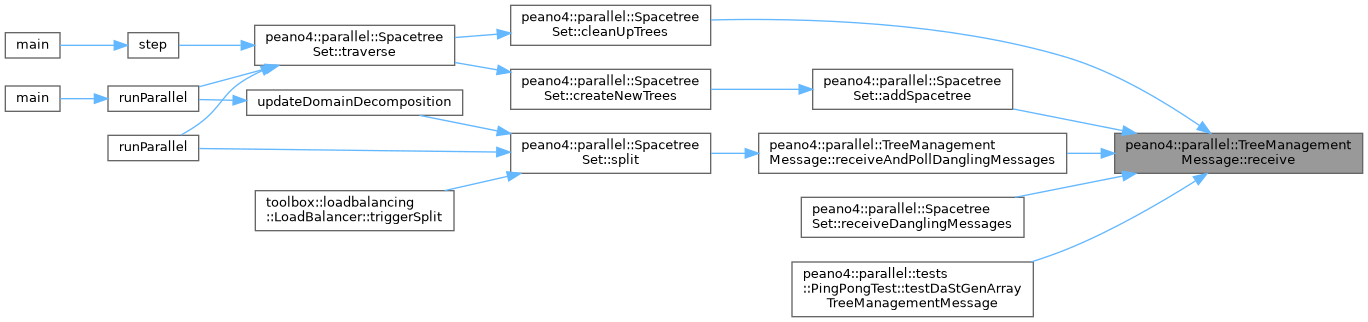 main
step
peano4::parallel::Spacetree
Set::traverse
peano4::parallel::Spacetree
Set::cleanUpTrees
main
runParallel
updateDomainDecomposition
peano4::parallel::Spacetree
Set::createNewTrees
peano4::parallel::Spacetree
Set::addSpacetree
runParallel
peano4::parallel::Spacetree
Set::split
peano4::parallel::TreeManagement
Message::receiveAndPollDanglingMessages
peano4::parallel::TreeManagement
Message::receive
toolbox::loadbalancing
::LoadBalancer::triggerSplit
peano4::parallel::Spacetree
Set::receiveDanglingMessages
peano4::parallel::tests
::PingPongTest::testDaStGenArray
TreeManagementMessage